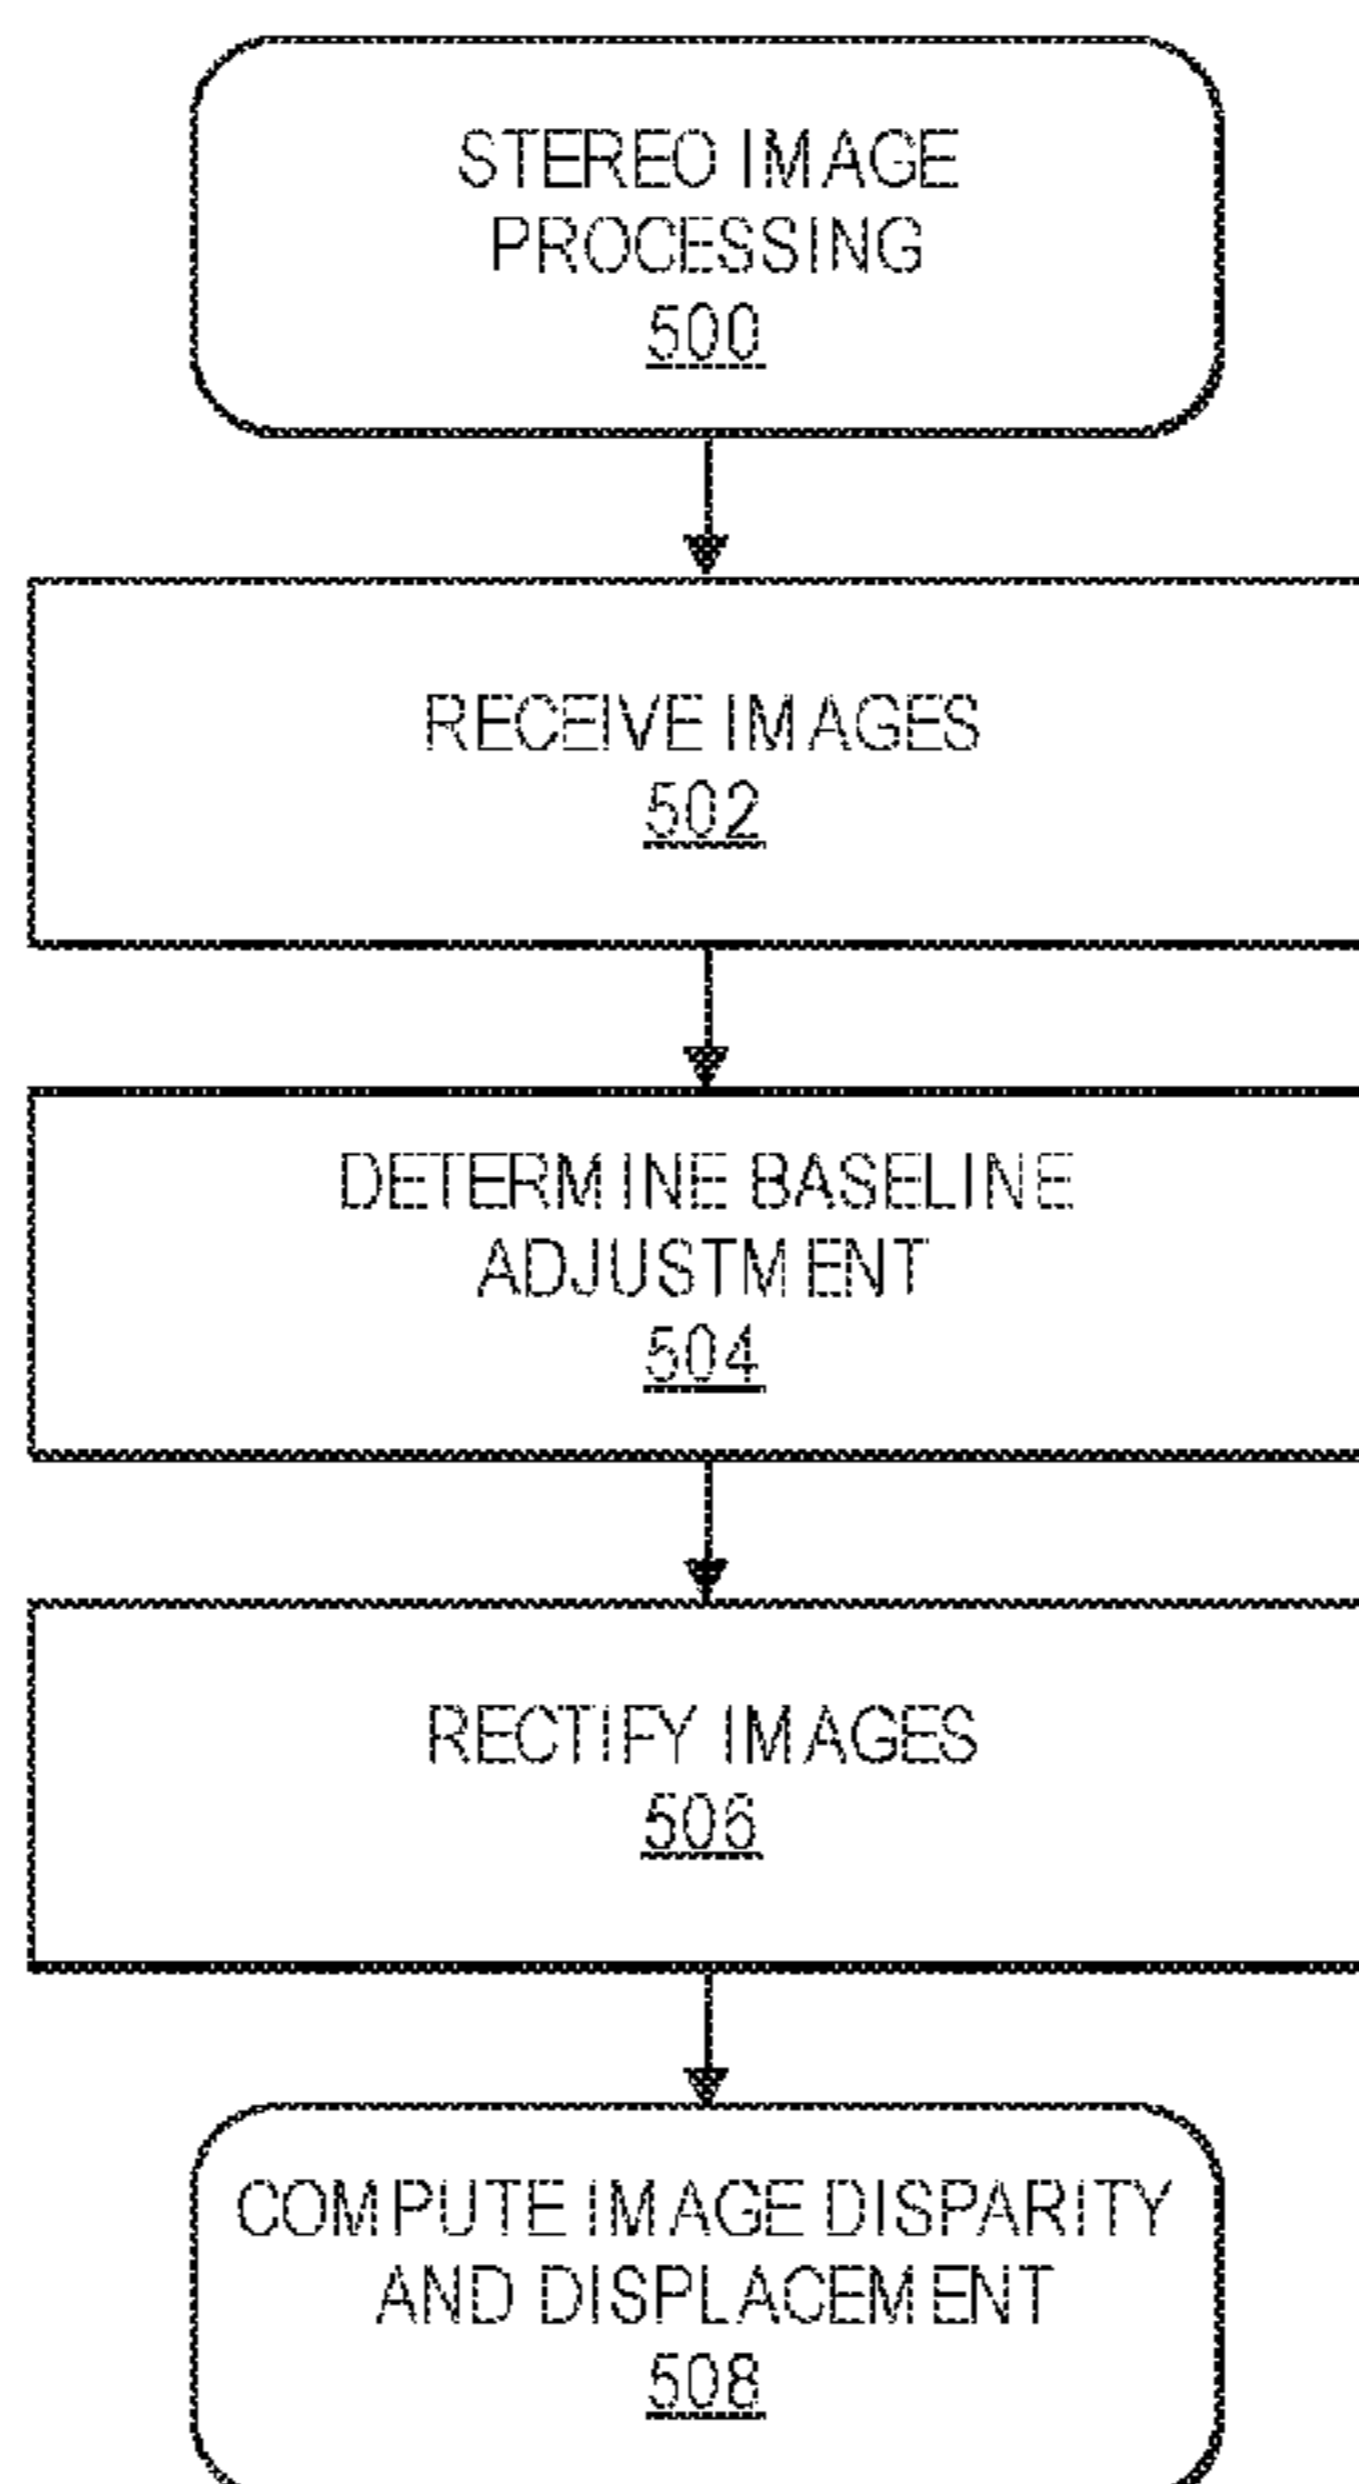 STEREO IMAGE
PROCESSING
500
RECEIVE IMAGES
502
DETERMINE BASELINE
ADJUSTMENT
504
RECTIFY IMAGES
506
COMPUTE IMAGE DISPARITY
AND DISPLACEMENT
508